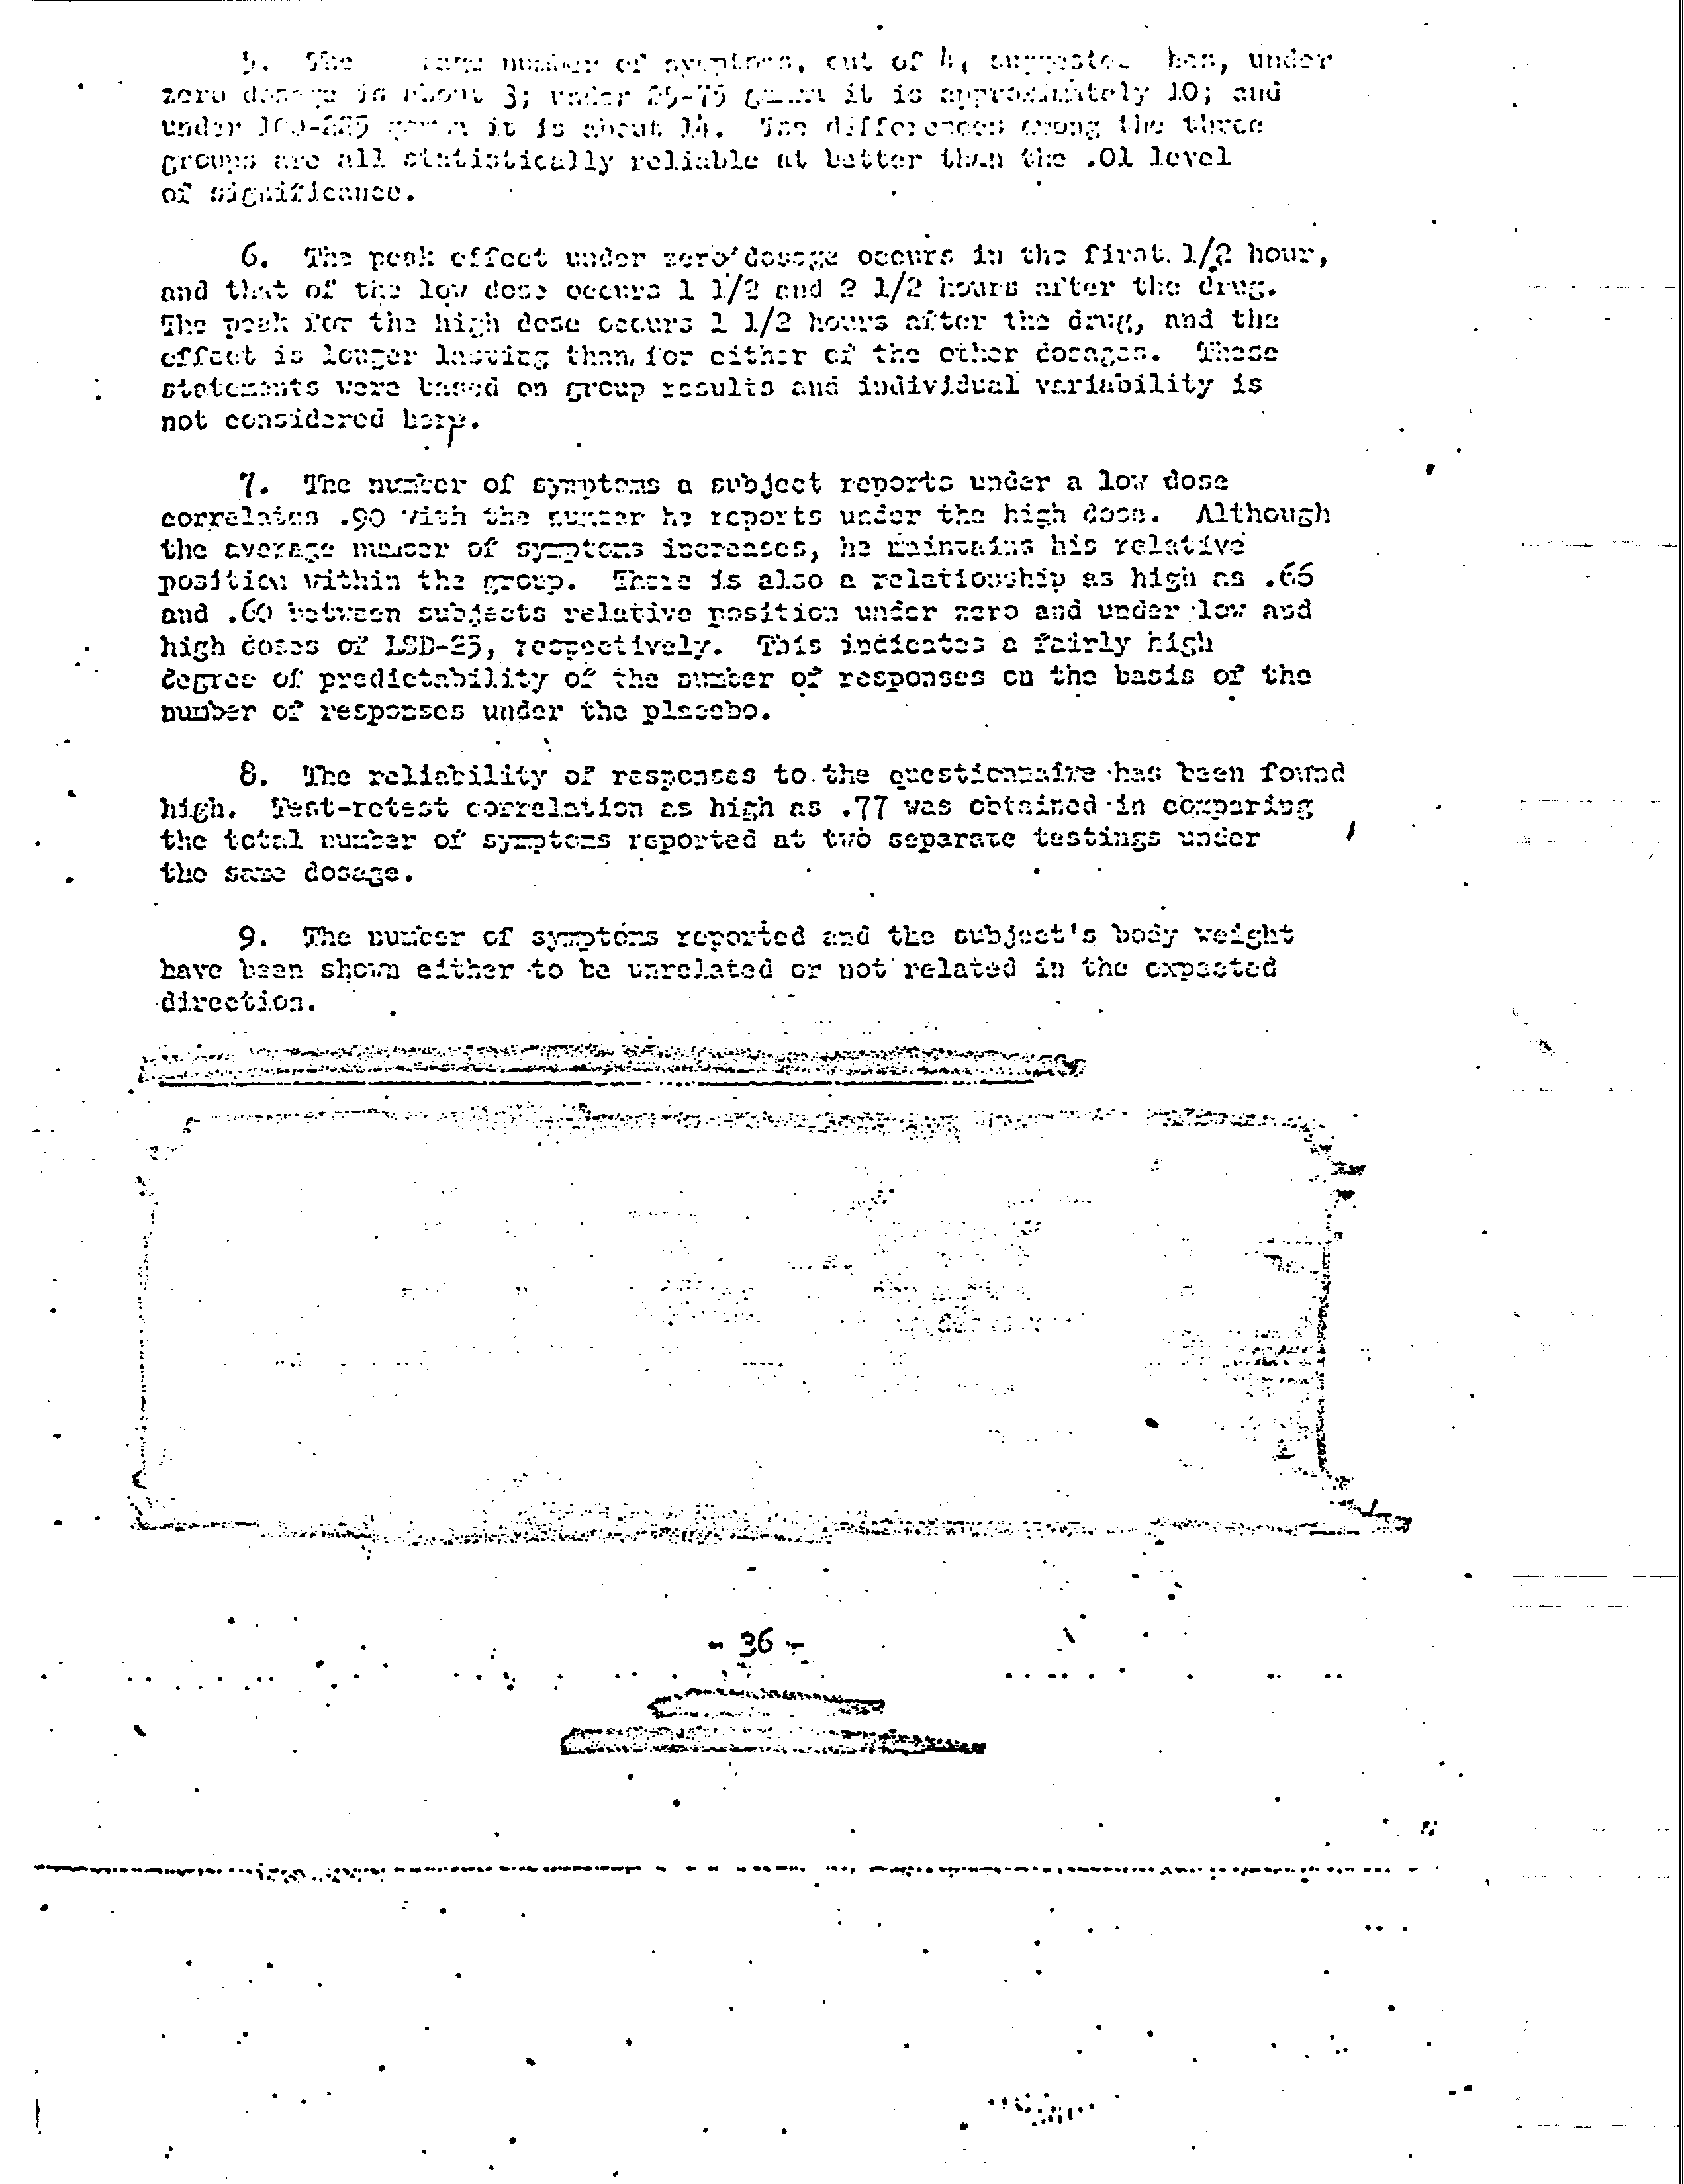 5. The number of symptoms, out of under
zero dosage is about 3; under 25-75 gamma it is approximately 10; and
under 100-225 gamma it is about 14. The differences among the three
groups are all statistically reliable at better than the .01 level
of significance.
6. The peak effect under zero dosage occurs in the first 1/2 hour,
and that of the low dose occurs 1 1/2 and 2 1/2 hours after the drug.
The peak for the high dose occurs 1 1/2 hours after the drug, and the
effect is longer lasting than for either of the other dosages. These
statements were based on group results and individual variability is
not considered here.
7. The number of symptoms a subject reports under a low dose
correlates .90 with the number he reports under the high dose. Although
the average number of symptoms increases, he maintains his relative
position within the group. There is also a relationship as high as .66
and .60 between subjects relative position under zero and under low and
high doses of LSD-25, respectively. This indicates a fairly high
degree of predictability of the number of responses on the basis of the
number of responses under the placebo.
8. The reliability of responses to the questionnaire has been found
high. Test-retest correlation as high as .77 was obtained in comparing
the total number of symptoms reported at two separate testings under
the same dosage.
9. The number of symptoms reported and the subject's body weight
have been shown either to be unrelated or not related in the expected
direction.
- 36 -